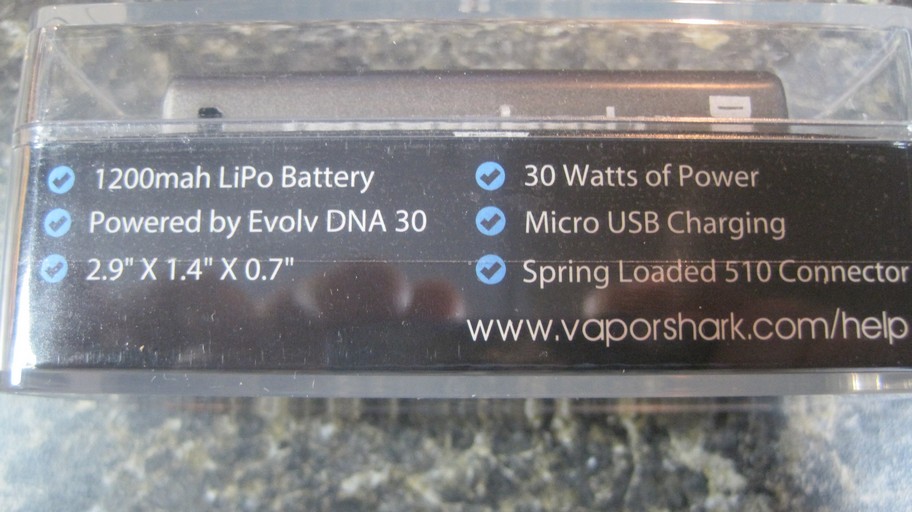 1200mah LiPo Battery
Powered by Evolv DNA 30
2.9" X 1.4" X 0.7"
30 Watts of Power
Micro USB Charging
Spring Loaded 510 Connector
www.vaporshark.com/help